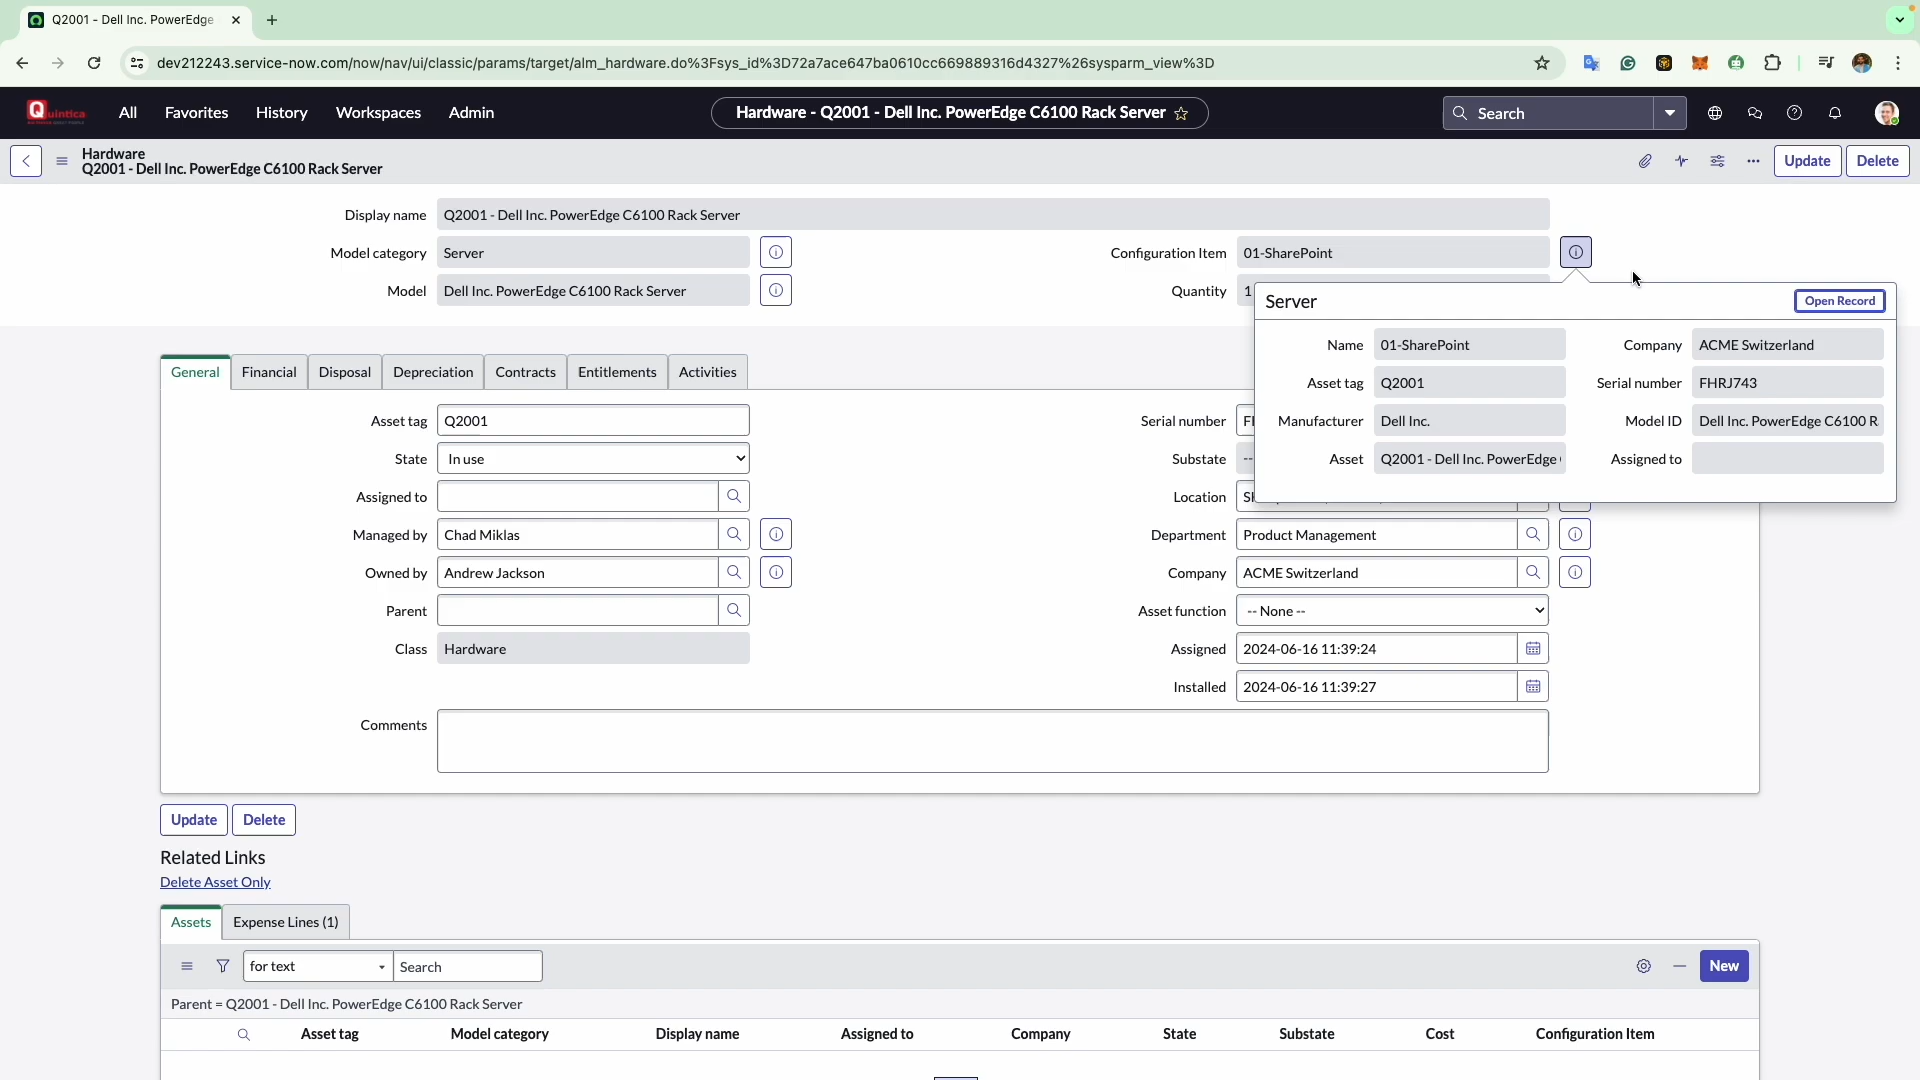 Q2001 - Dell Inc. PowerEdge
dev212243.service-now.com/now/nav/ui/classic/params/target/alm_hardware.do%3Fsys_id%3D72a7ace647ba0610cc669889316d4327%26sysparm_view%3D
Quintica
All Favorites History Workspaces Admin
Hardware - Q2001 - Dell Inc. PowerEdge C6100 Rack Server
Search
Hardware
Q2001 - Dell Inc. PowerEdge C6100 Rack Server
Update Delete
Display name Q2001 - Dell Inc. PowerEdge C6100 Rack Server
Model category Server
Configuration Item 01-SharePoint
Model Dell Inc. PowerEdge C6100 Rack Server
Quantity 1
Server Open Record
Name 01-SharePoint Company ACME Switzerland
Asset tag Q2001 Serial number FHRJ743
Manufacturer Dell Inc. Model ID Dell Inc. PowerEdge C6100 R
Asset Q2001 - Dell Inc. PowerEdge Assigned to
General Financial Disposal Depreciation Contracts Entitlements Activities
Asset tag Q2001
Serial number
State In use
Substate --
Assigned to
Location
Managed by Chad Miklas
Department Product Management
Owned by Andrew Jackson
Company ACME Switzerland
Parent
Asset function -- None --
Class Hardware
Assigned 2024-06-16 11:39:24
Installed 2024-06-16 11:39:27
Comments
Update Delete
Related Links
Delete Asset Only
Assets Expense Lines (1)
for text Search New
Parent = Q2001 - Dell Inc. PowerEdge C6100 Rack Server
Asset tag Model category Display name Assigned to Company State Substate Cost Configuration Item